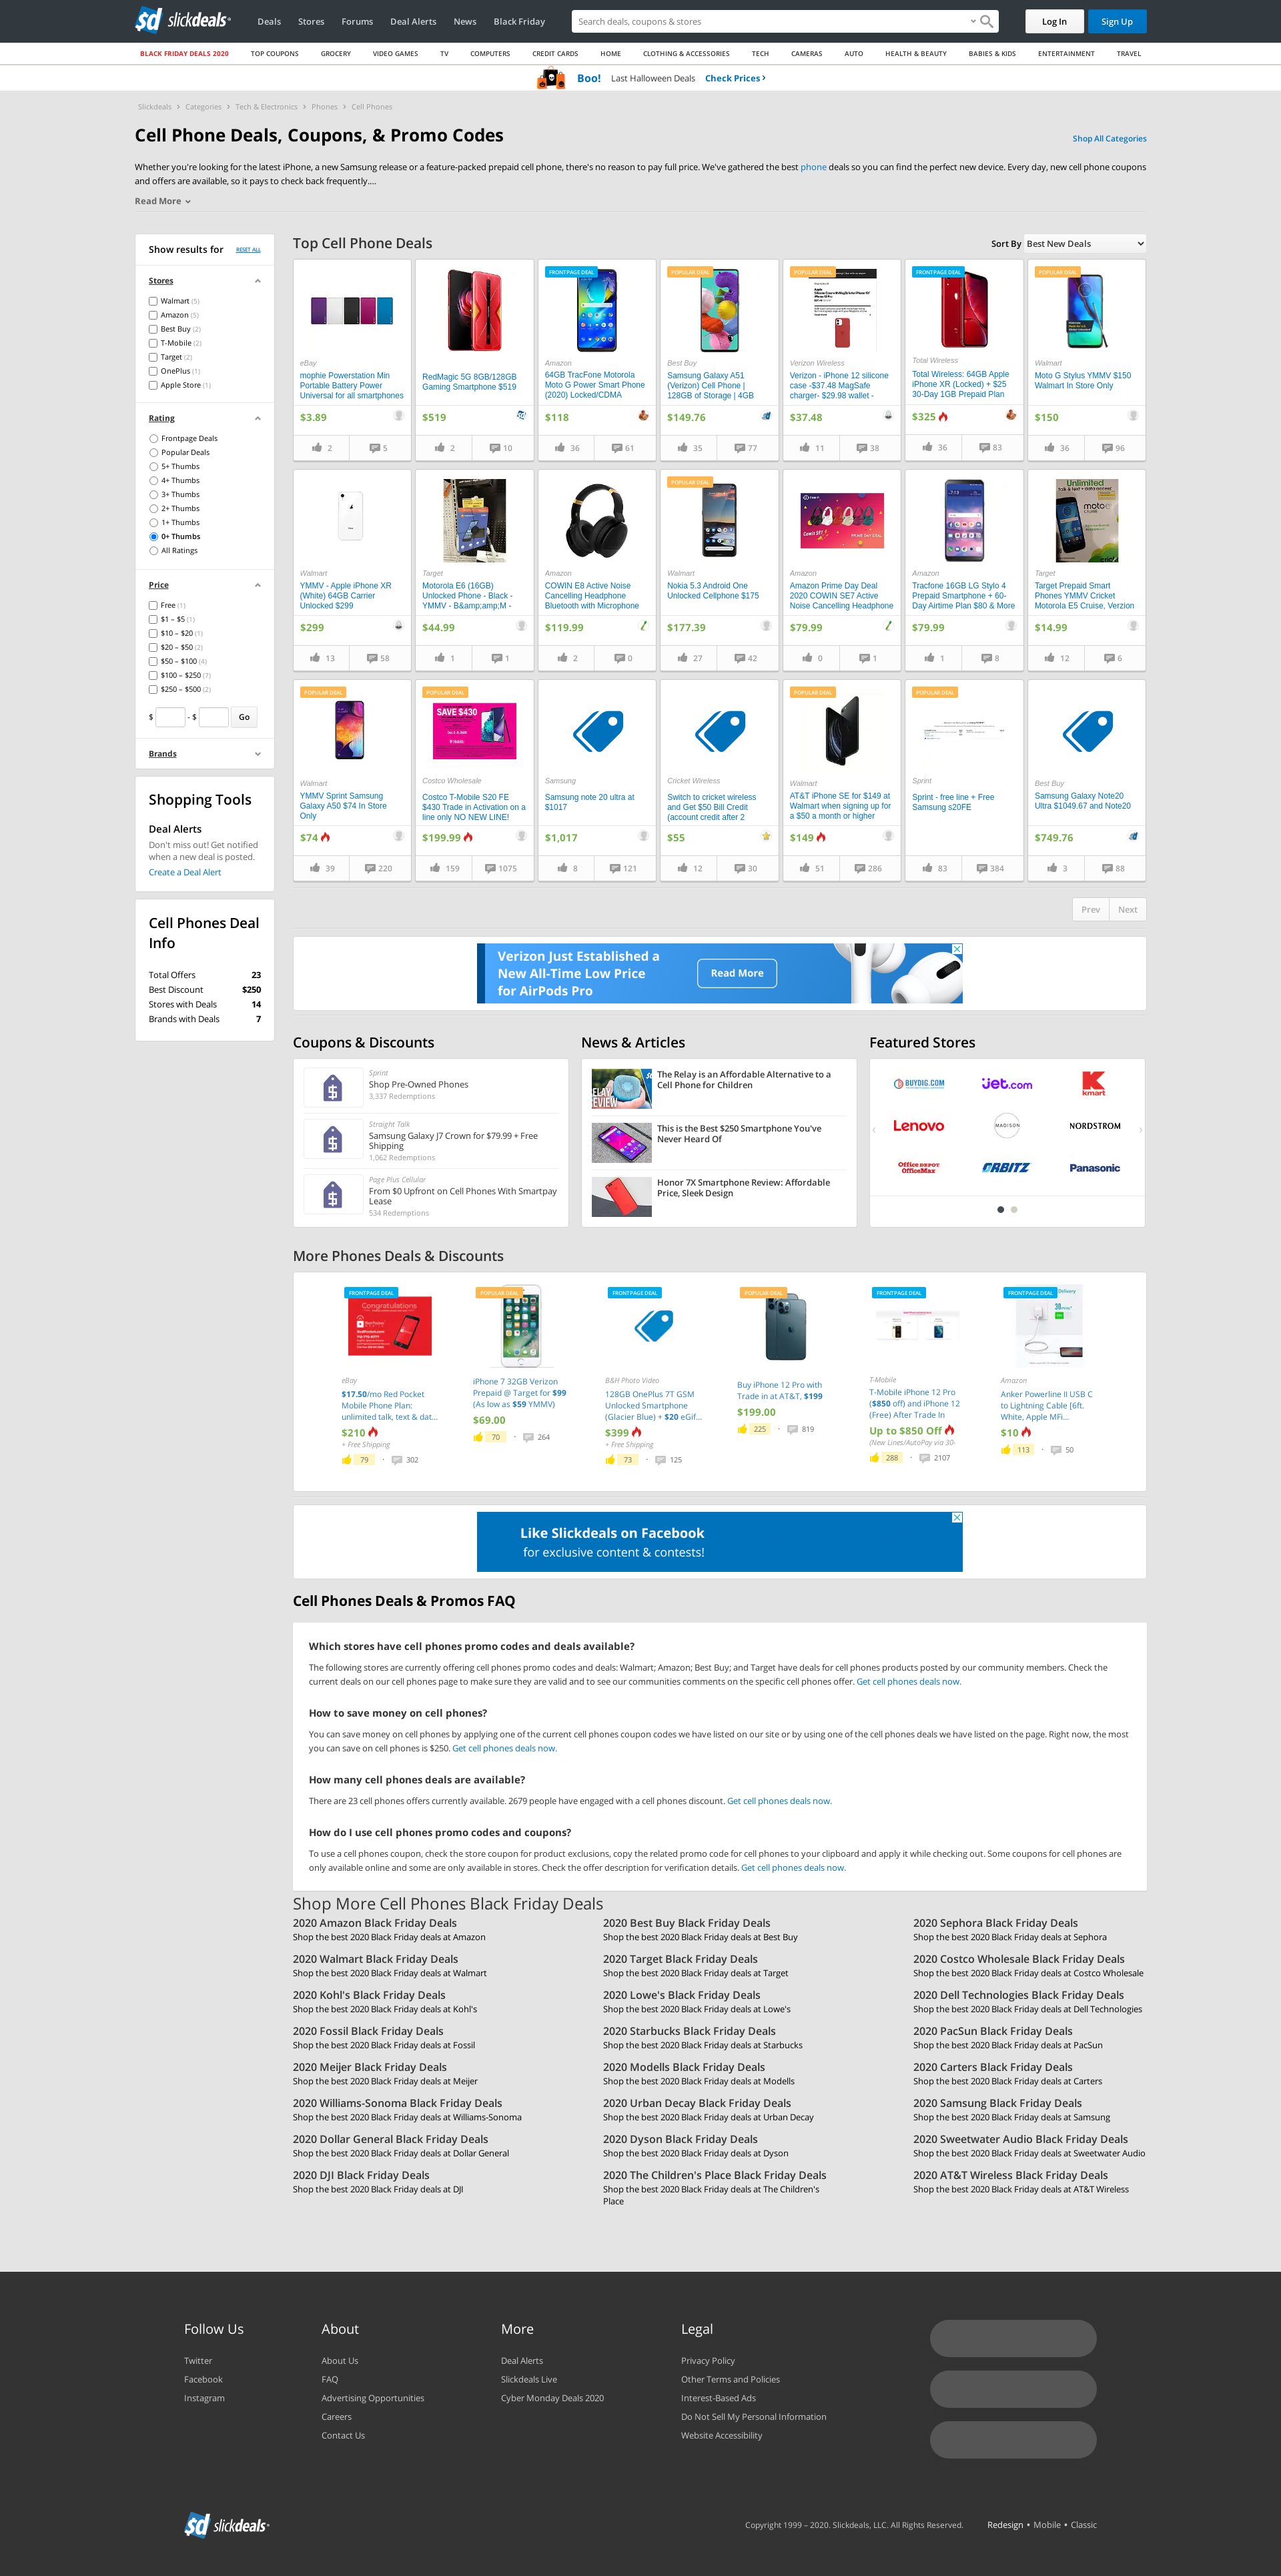 slickdeals
Deals Stores Forums Deal Alerts News Black Friday
Search deals, coupons & stores
Log In
Sign Up
BLACK FRIDAY DEALS 2020 TOP COUPONS GROCERY VIDEO GAMES TV COMPUTERS CREDIT CARDS HOME CLOTHING & ACCESSORIES TECH CAMERAS AUTO HEALTH & BEAUTY BABIES & KIDS ENTERTAINMENT TRAVEL
Boo! Last Halloween Deals Check Prices
Slickdeals > Categories > Tech & Electronics > Phones > Cell Phones
Cell Phone Deals, Coupons, & Promo Codes
Shop All Categories
Whether you're looking for the latest iPhone, a new Samsung release or a feature-packed prepaid cell phone, there's no reason to pay full price. We've gathered the best phone deals so you can find the perfect new device. Every day, new cell phone coupons
and offers are available, so it pays to check back frequently....
Read More
Show results for RESET ALL
Stores
Walmart (5)
Amazon (5)
Best Buy (2)
T-Mobile (2)
Target (2)
OnePlus (1)
Apple Store (1)
Rating
Frontpage Deals
Popular Deals
5+ Thumbs
4+ Thumbs
3+ Thumbs
2+ Thumbs
1+ Thumbs
0+ Thumbs
All Ratings
Price
Free (1)
$1 – $5 (1)
$10 – $20 (1)
$20 – $50 (2)
$50 – $100 (4)
$100 – $250 (7)
$250 – $500 (2)
$ - $ Go
Brands
Shopping Tools
Deal Alerts
Don't miss out! Get notified
when a new deal is posted.
Create a Deal Alert
Cell Phones Deal
Info
Total Offers 23
Best Discount $250
Stores with Deals 14
Brands with Deals 7
Top Cell Phone Deals
Sort By Best New Deals
eBay
mophie Powerstation Min
Portable Battery Power
Universal for all smartphones
$3.89
2 5
RedMagic 5G 8GB/128GB
Gaming Smartphone $519
$519
2 10
FRONTPAGE DEAL
Amazon
64GB TracFone Motorola
Moto G Power Smart Phone
(2020) Locked/CDMA
$118
36 61
POPULAR DEAL
Best Buy
Samsung Galaxy A51
(Verizon) Cell Phone |
128GB of Storage | 4GB
$149.76
35 77
POPULAR DEAL
Verizon Wireless
Verizon - iPhone 12 silicone
case -$37.48 MagSafe
charger- $29.98 wallet -
$37.48
11 38
FRONTPAGE DEAL
Total Wireless
Total Wireless: 64GB Apple
iPhone XR (Locked) + $25
30-Day 1GB Prepaid Plan
$325
36 83
POPULAR DEAL
Walmart
Moto G Stylus YMMV $150
Walmart In Store Only
$150
36 96
Walmart
YMMV - Apple iPhone XR
(White) 64GB Carrier
Unlocked $299
$299
13 58
Target
Motorola E6 (16GB)
Unlocked Phone - Black -
YMMV - B&amp;amp;M -
$44.99
1 1
Amazon
COWIN E8 Active Noise
Cancelling Headphone
Bluetooth with Microphone
$119.99
2 0
POPULAR DEAL
Walmart
Nokia 5.3 Android One
Unlocked Cellphone $175
$177.39
27 42
PRIME DAY DEAL
Amazon
Amazon Prime Day Deal
2020 COWIN SE7 Active
Noise Cancelling Headphone
$79.99
0 1
Amazon
Tracfone 16GB LG Stylo 4
Prepaid Smartphone + 60-
Day Airtime Plan $80 & More
$79.99
1 8
Unlimited
moto e
Target
Target Prepaid Smart
Phones YMMV Cricket
Motorola E5 Cruise, Verzion
$14.99
12 6
POPULAR DEAL
Walmart
YMMV Sprint Samsung
Galaxy A50 $74 In Store
Only
$74
39 220
POPULAR DEAL
SAVE $430
Costco Wholesale
Costco T-Mobile S20 FE
$430 Trade in Activation on a
line only NO NEW LINE!
$199.99
159 1075
Samsung
Samsung note 20 ultra at
$1017
$1,017
8 121
Cricket Wireless
Switch to cricket wireless
and Get $50 Bill Credit
(account credit after 2
$55
12 30
POPULAR DEAL
Walmart
AT&T iPhone SE for $149 at
Walmart when signing up for
a $50 a month or higher
$149
51 286
POPULAR DEAL
Sprint
Sprint - free line + Free
Samsung s20FE
83 384
Best Buy
Samsung Galaxy Note20
Ultra $1049.67 and Note20
$749.76
3 88
Prev Next
Verizon Just Established a
New All-Time Low Price
for AirPods Pro
Read More
Coupons & Discounts
Sprint
Shop Pre-Owned Phones
3,337 Redemptions
Straight Talk
Samsung Galaxy J7 Crown for $79.99 + Free
Shipping
1,062 Redemptions
Page Plus Cellular
From $0 Upfront on Cell Phones With Smartpay
Lease
534 Redemptions
News & Articles
The Relay is an Affordable Alternative to a
Cell Phone for Children
This is the Best $250 Smartphone You've
Never Heard Of
Honor 7X Smartphone Review: Affordable
Price, Sleek Design
Featured Stores
BUYDIG.COM
Jet.com
kmart
Lenovo
MADISON
NORDSTROM
Office DEPOT
OfficeMax
ORBITZ
Panasonic
More Phones Deals & Discounts
FRONTPAGE DEAL
Congratulations
eBay
$17.50/mo Red Pocket
Mobile Phone Plan:
unlimited talk, text & dat...
$210
+ Free Shipping
79 · 302
POPULAR DEAL
iPhone 7 32GB Verizon
Prepaid @ Target for $99
(As low as $59 YMMV)
$69.00
70 · 264
FRONTPAGE DEAL
B&H Photo Video
128GB OnePlus 7T GSM
Unlocked Smartphone
(Glacier Blue) + $20 eGif...
$399
+ Free Shipping
73 · 125
POPULAR DEAL
Buy iPhone 12 Pro with
Trade in at AT&T, $199
$199.00
225 · 819
FRONTPAGE DEAL
T-Mobile
T-Mobile iPhone 12 Pro
($850 off) and iPhone 12
(Free) After Trade In
Up to $850 Off
(New Lines/AutoPay via 30-
288 · 2107
FRONTPAGE DEAL
Amazon
Anker Powerline II USB C
to Lightning Cable [6ft.
White, Apple MFi...
$10
113 · 50
Like Slickdeals on Facebook
for exclusive content & contests!
Cell Phones Deals & Promos FAQ
Which stores have cell phones promo codes and deals available?
The following stores are currently offering cell phones promo codes and deals: Walmart; Amazon; Best Buy; and Target have deals for cell phones products posted by our community members. Check the
current deals on our cell phones page to make sure they are valid and to see our communities comments on the specific cell phones offer. Get cell phones deals now.
How to save money on cell phones?
You can save money on cell phones by applying one of the current cell phones coupon codes we have listed on our site or by using one of the cell phones deals we have listed on the page. Right now, the most
you can save on cell phones is $250. Get cell phones deals now.
How many cell phones deals are available?
There are 23 cell phones offers currently available. 2679 people have engaged with a cell phones discount. Get cell phones deals now.
How do I use cell phones promo codes and coupons?
To use a cell phones coupon, check the store coupon for product exclusions, copy the related promo code for cell phones to your clipboard and apply it while checking out. Some coupons for cell phones are
only available online and some are only available in stores. Check the offer description for verification details. Get cell phones deals now.
Shop More Cell Phones Black Friday Deals
2020 Amazon Black Friday Deals
Shop the best 2020 Black Friday deals at Amazon
2020 Best Buy Black Friday Deals
Shop the best 2020 Black Friday deals at Best Buy
2020 Sephora Black Friday Deals
Shop the best 2020 Black Friday deals at Sephora
2020 Walmart Black Friday Deals
Shop the best 2020 Black Friday deals at Walmart
2020 Target Black Friday Deals
Shop the best 2020 Black Friday deals at Target
2020 Costco Wholesale Black Friday Deals
Shop the best 2020 Black Friday deals at Costco Wholesale
2020 Kohl's Black Friday Deals
Shop the best 2020 Black Friday deals at Kohl's
2020 Lowe's Black Friday Deals
Shop the best 2020 Black Friday deals at Lowe's
2020 Dell Technologies Black Friday Deals
Shop the best 2020 Black Friday deals at Dell Technologies
2020 Fossil Black Friday Deals
Shop the best 2020 Black Friday deals at Fossil
2020 Starbucks Black Friday Deals
Shop the best 2020 Black Friday deals at Starbucks
2020 PacSun Black Friday Deals
Shop the best 2020 Black Friday deals at PacSun
2020 Meijer Black Friday Deals
Shop the best 2020 Black Friday deals at Meijer
2020 Modells Black Friday Deals
Shop the best 2020 Black Friday deals at Modells
2020 Carters Black Friday Deals
Shop the best 2020 Black Friday deals at Carters
2020 Williams-Sonoma Black Friday Deals
Shop the best 2020 Black Friday deals at Williams-Sonoma
2020 Urban Decay Black Friday Deals
Shop the best 2020 Black Friday deals at Urban Decay
2020 Samsung Black Friday Deals
Shop the best 2020 Black Friday deals at Samsung
2020 Dollar General Black Friday Deals
Shop the best 2020 Black Friday deals at Dollar General
2020 Dyson Black Friday Deals
Shop the best 2020 Black Friday deals at Dyson
2020 Sweetwater Audio Black Friday Deals
Shop the best 2020 Black Friday deals at Sweetwater Audio
2020 DJI Black Friday Deals
Shop the best 2020 Black Friday deals at DJI
2020 The Children's Place Black Friday Deals
Shop the best 2020 Black Friday deals at The Children's
Place
2020 AT&T Wireless Black Friday Deals
Shop the best 2020 Black Friday deals at AT&T Wireless
Follow Us
Twitter
Facebook
Instagram
About
About Us
FAQ
Advertising Opportunities
Careers
Contact Us
More
Deal Alerts
Slickdeals Live
Cyber Monday Deals 2020
Legal
Privacy Policy
Other Terms and Policies
Interest-Based Ads
Do Not Sell My Personal Information
Website Accessibility
slickdeals
Copyright 1999 – 2020. Slickdeals, LLC. All Rights Reserved.
Redesign • Mobile • Classic